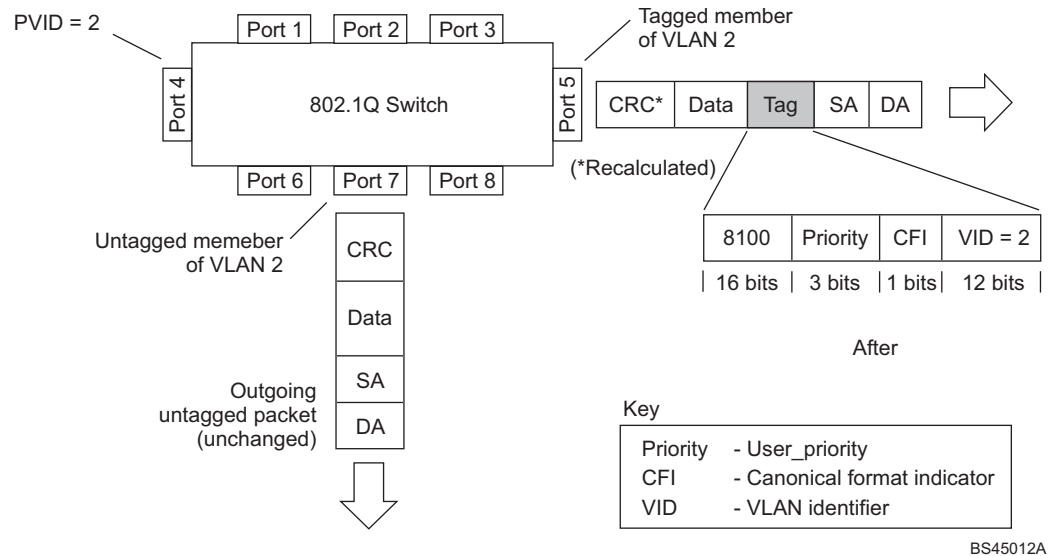 PVID = 2
Port 1
Port 2
Port 3
Tagged member
of VLAN 2
Port 4
802.1Q Switch
Port 5
CRC*
Data
Tag
SA
DA
(*Recalculated)
Port 6
Port 7
Port 8
Untagged memeber
of VLAN 2
CRC
Data
SA
DA
8100
Priority
CFI
VID = 2
16 bits
3 bits
1 bits
12 bits
After
Outgoing
untagged packet
(unchanged)
Key
Priority - User_priority
CFI - Canonical format indicator
VID - VLAN identifier
BS45012A